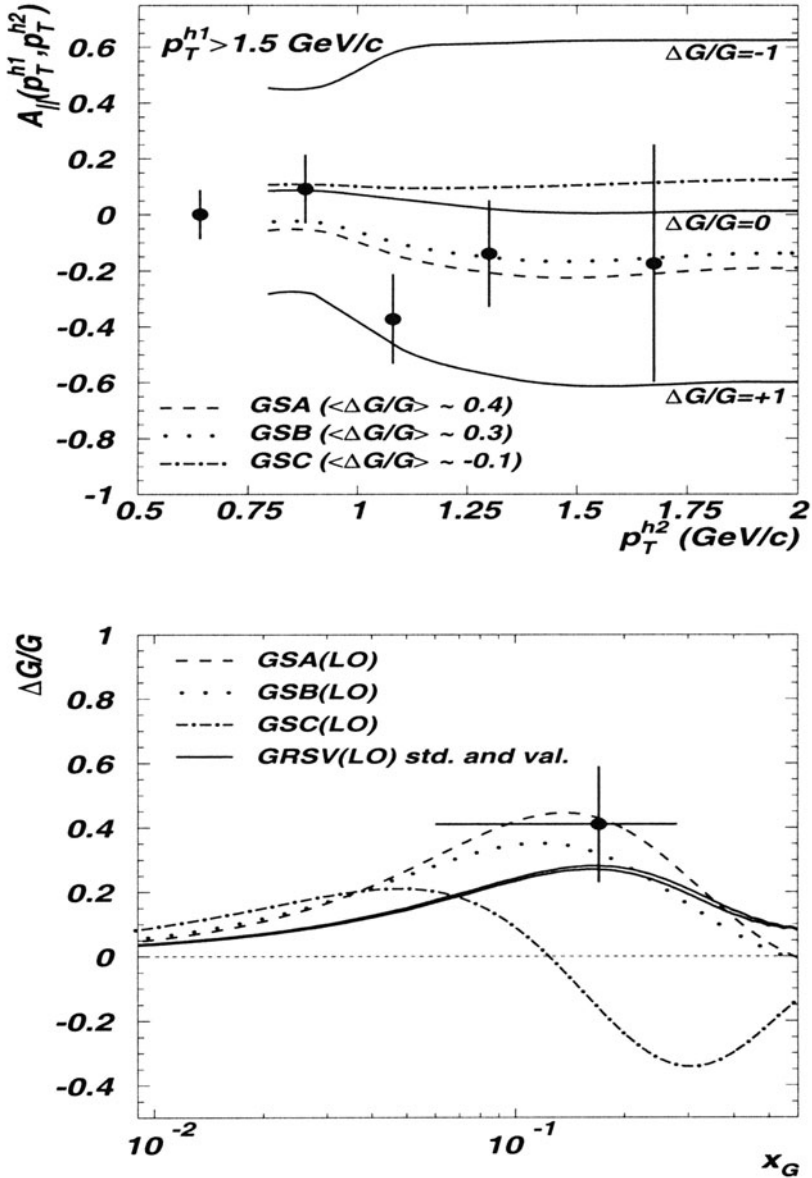 A∥(p_T^h1, p_T^h2)
p_T^h1 > 1.5 GeV/c
0.6
0.4
0.2
0
-0.2
-0.4
-0.6
-0.8
-1
ΔG/G=-1
ΔG/G=0
ΔG/G=+1
GSA (<ΔG/G> ~ 0.4)
GSB (<ΔG/G> ~ 0.3)
GSC (<ΔG/G> ~ -0.1)
0.5 0.75 1 1.25 1.5 1.75 2
p_T^h2 (GeV/c)
ΔG/G
1
0.8
0.6
0.4
0.2
0
-0.2
-0.4
GSA(LO)
GSB(LO)
GSC(LO)
GRSV(LO) std. and val.
10^-2 10^-1
x_G